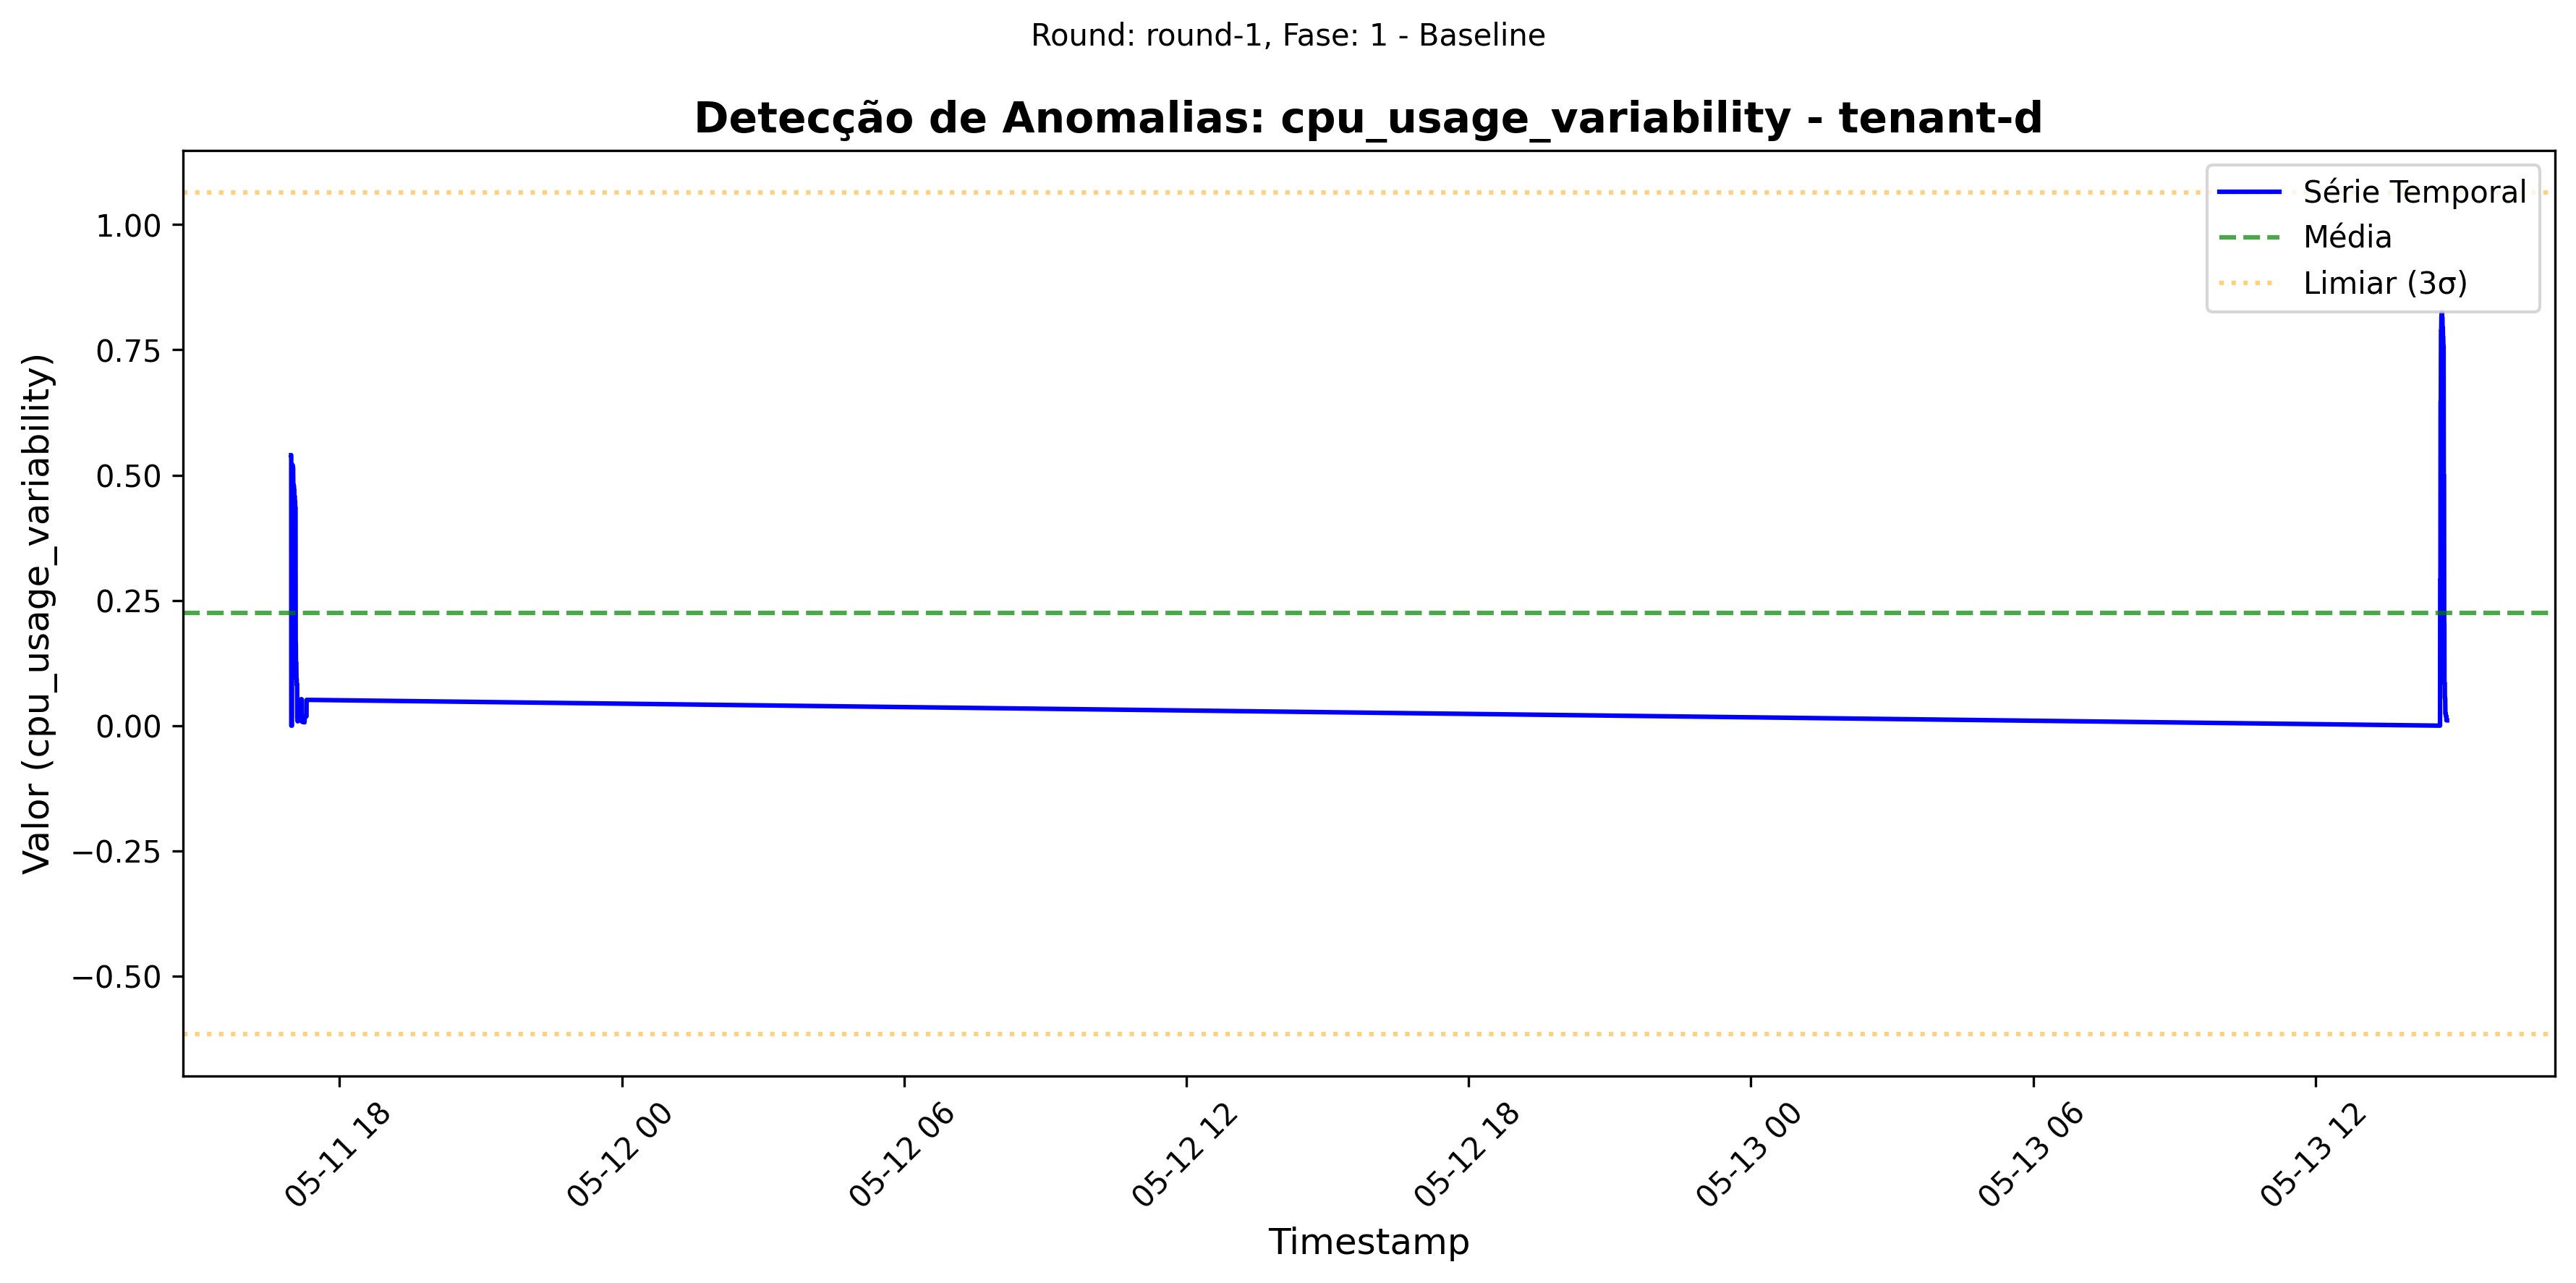 Round: round-1, Fase: 1 - Baseline
Detecção de Anomalias: cpu_usage_variability - tenant-d
Série Temporal
Média
Limiar (3σ)
Valor (cpu_usage_variability)
1.00
0.75
0.50
0.25
0.00
−0.25
−0.50
05-11 18
05-12 00
05-12 06
05-12 12
05-12 18
05-13 00
05-13 06
05-13 12
Timestamp